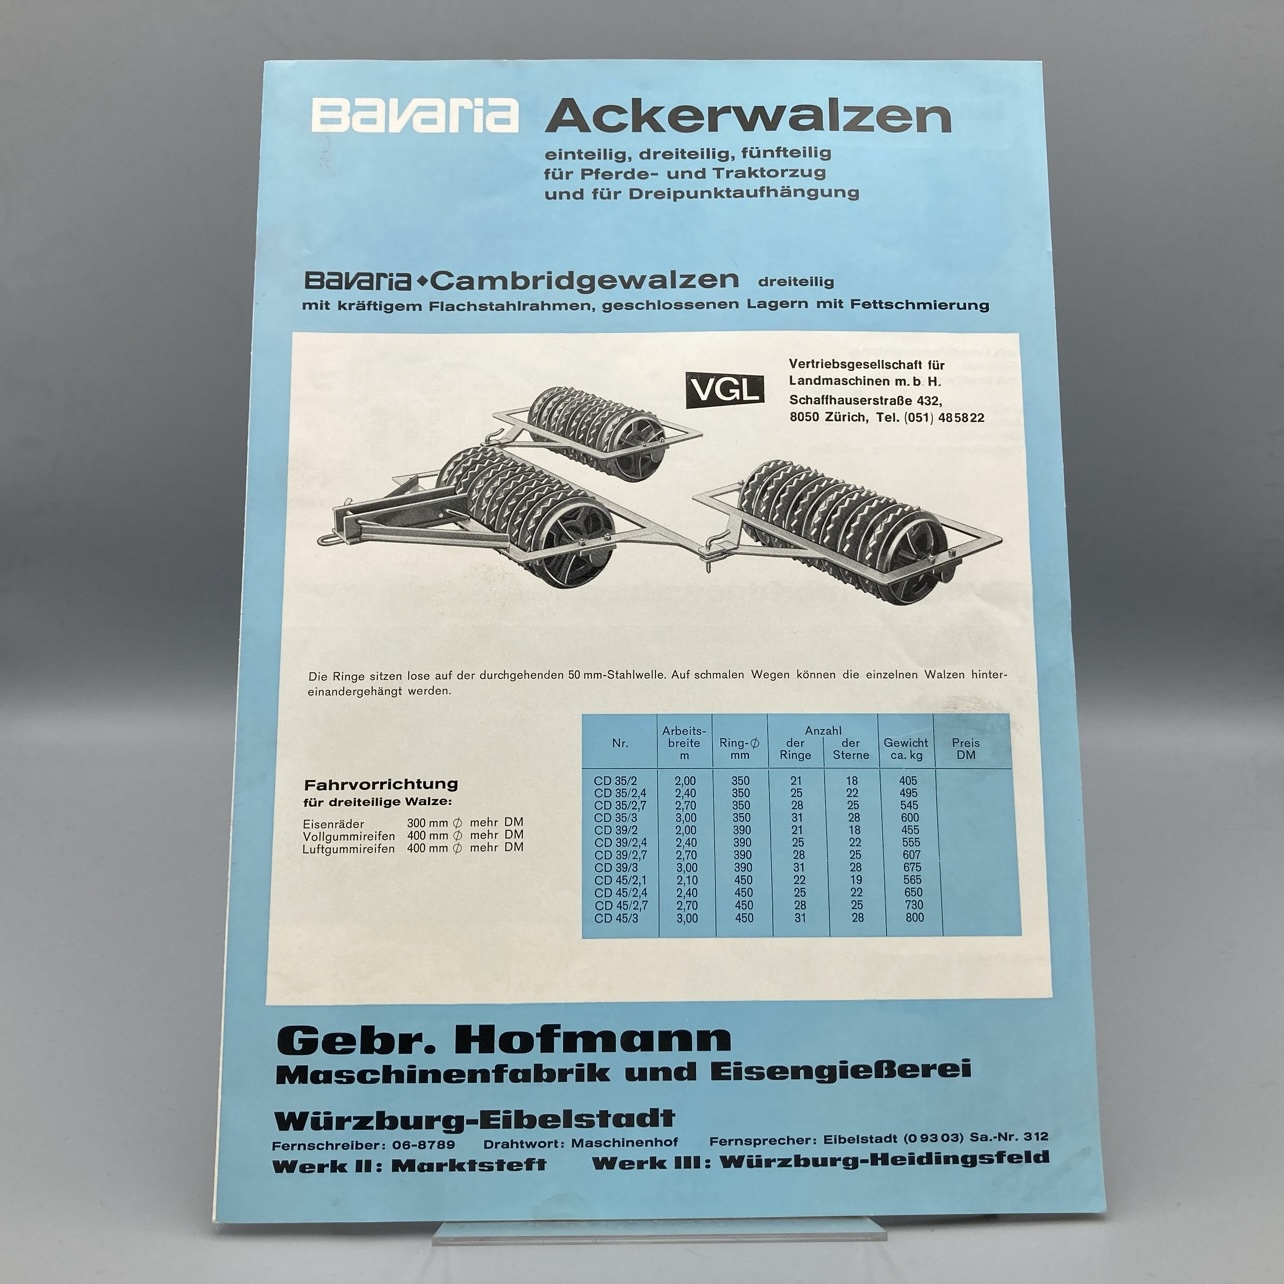 Bavaria Ackerwalzen
einteilig, dreiteilig, fünfteilig
für Pferde- und Traktorzug
und für Dreipunktaufhängung
Bavaria◆Cambridgewalzen dreiteilig
mit kräftigem Flachstahlrahmen, geschlossenen Lagern mit Fettschmierung
VGL
Vertriebsgesellschaft für
Landmaschinen m. b. H.
Schaffhauserstraße 432,
8050 Zürich, Tel. (051) 48 58 22
Die Ringe sitzen lose auf der durchgehenden 50 mm-Stahlwelle. Auf schmalen Wegen können die einzelnen Walzen hinter-
einandergehängt werden.
Fahrvorrichtung
für dreiteilige Walze:
Eisenräder 300 mm ∅ mehr DM
Vollgummireifen 400 mm ∅ mehr DM
Luftgummireifen 400 mm ∅ mehr DM
Nr. Arbeits-breite m Ring-∅ mm Anzahl der Ringe der Sterne Gewicht ca. kg Preis DM
CD 35/2 2,00 350 21 18 405
CD 35/2,4 2,40 350 25 22 495
CD 35/2,7 2,70 350 28 25 545
CD 35/3 3,00 350 31 28 600
CD 39/2 2,00 390 21 18 455
CD 39/2,4 2,40 390 25 22 555
CD 39/2,7 2,70 390 28 25 607
CD 39/3 3,00 390 31 28 675
CD 45/2,1 2,10 450 22 19 565
CD 45/2,4 2,40 450 25 22 650
CD 45/2,7 2,70 450 28 25 730
CD 45/3 3,00 450 31 28 800
Gebr. Hofmann
Maschinenfabrik und Eisengießerei
Würzburg-Eibelstadt
Fernschreiber: 06-8789 Drahtwort: Maschinenhof Fernsprecher: Eibelstadt (0 93 03) Sa.-Nr. 312
Werk II: Marktsteft Werk III: Würzburg-Heidingsfeld